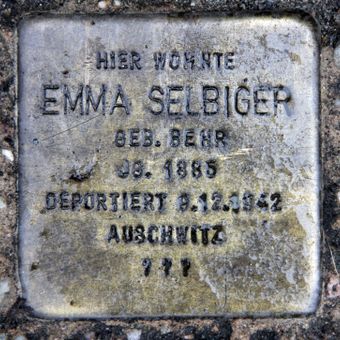 HIER WOHNTE
EMMA SELBIGER
GEB. BEHR
JG. 1885
DEPORTIERT 9.12.1942
AUSCHWITZ
? ? ?